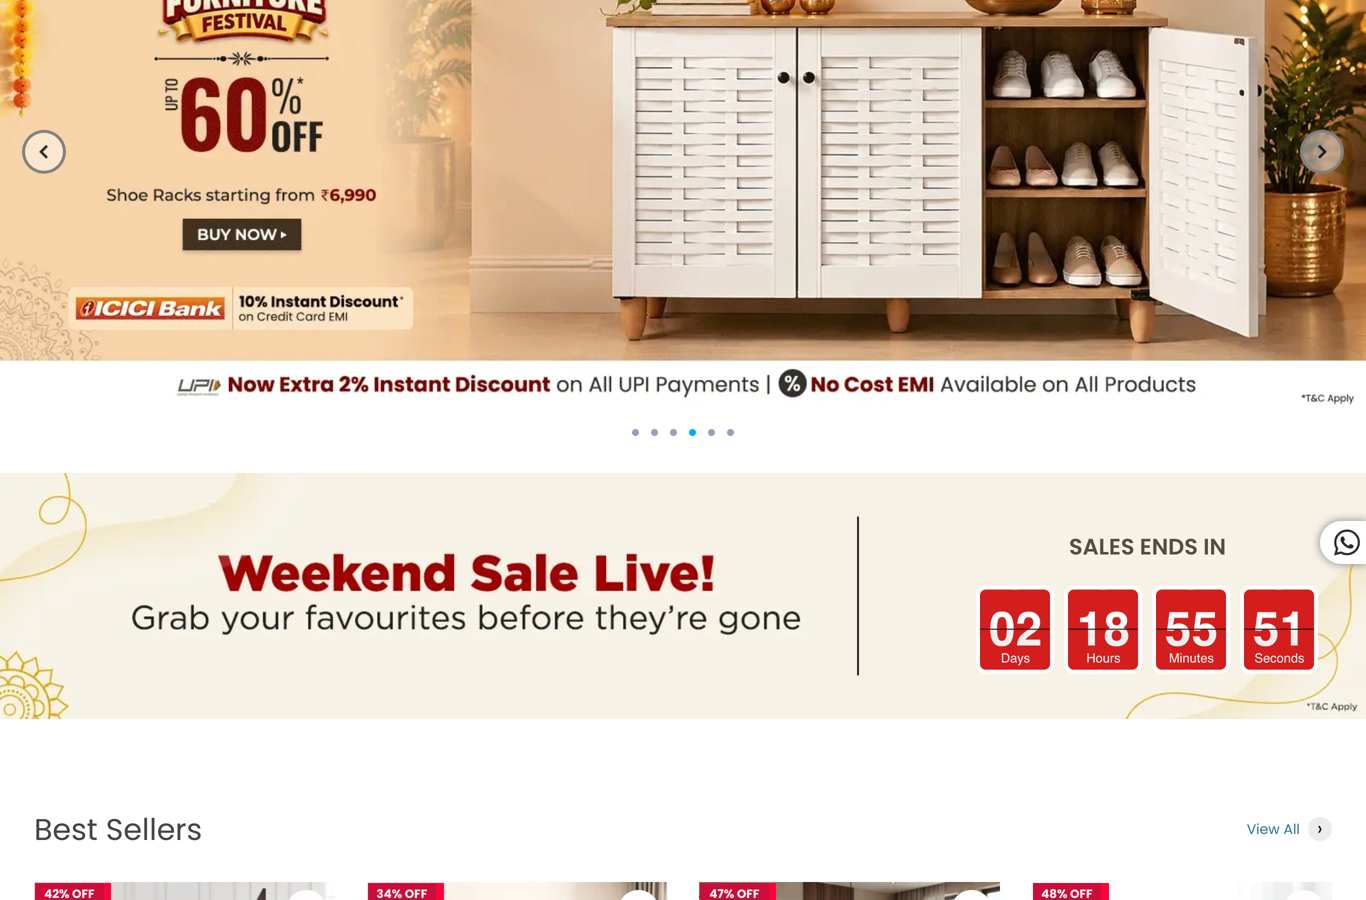 FURNITURE
FESTIVAL
UP TO 60%* OFF
Shoe Racks starting from ₹6,990
BUY NOW
ICICI Bank
10% Instant Discount*
on Credit Card EMI
UPI Now Extra 2% Instant Discount on All UPI Payments | % No Cost EMI Available on All Products
*T&C Apply
Weekend Sale Live!
Grab your favourites before they're gone
SALES ENDS IN
02 18 55 51
Days Hours Minutes Seconds
*T&C Apply
Best Sellers
View All
42% OFF
34% OFF
47% OFF
48% OFF